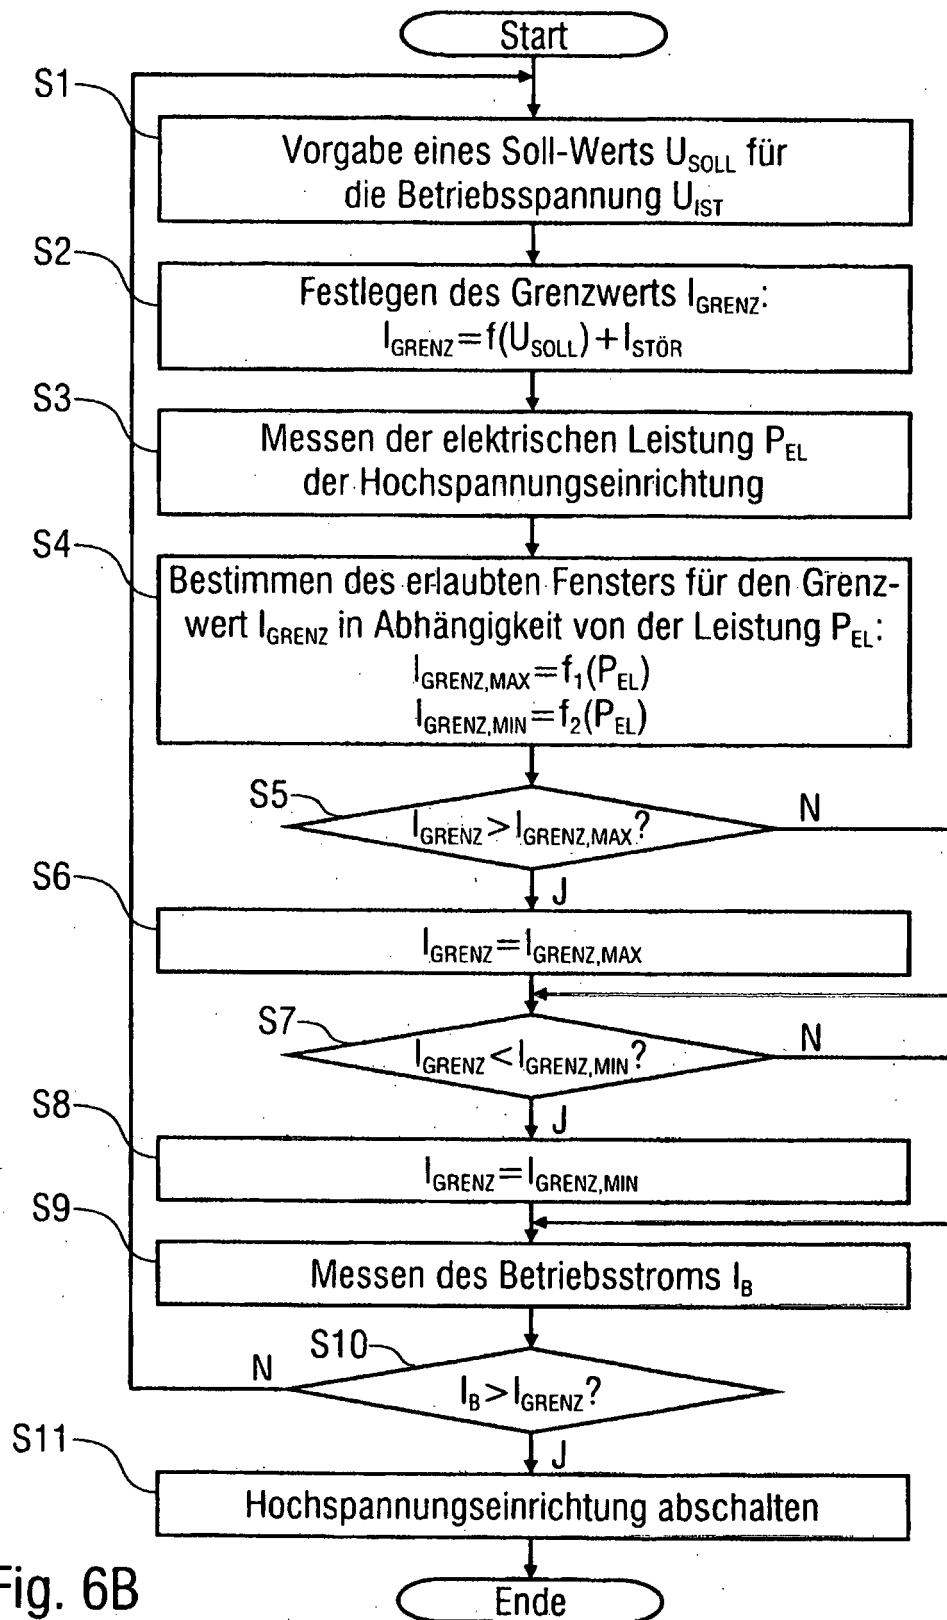 Start
S1
Vorgabe eines Soll-Werts U_SOLL für
die Betriebsspannung U_IST
S2
Festlegen des Grenzwerts I_GRENZ:
I_GRENZ=f(U_SOLL)+I_STÖR
S3
Messen der elektrischen Leistung P_EL
der Hochspannungseinrichtung
S4
Bestimmen des erlaubten Fensters für den Grenz-
wert I_GRENZ in Abhängigkeit von der Leistung P_EL:
I_GRENZ,MAX=f_1(P_EL)
I_GRENZ,MIN=f_2(P_EL)
S5
I_GRENZ>I_GRENZ,MAX?
N
J
S6
I_GRENZ=I_GRENZ,MAX
S7
I_GRENZ<I_GRENZ,MIN?
N
J
S8
I_GRENZ=I_GRENZ,MIN
S9
Messen des Betriebsstroms I_B
S10
N
I_B>I_GRENZ?
J
S11
Hochspannungseinrichtung abschalten
Ende
Fig. 6B